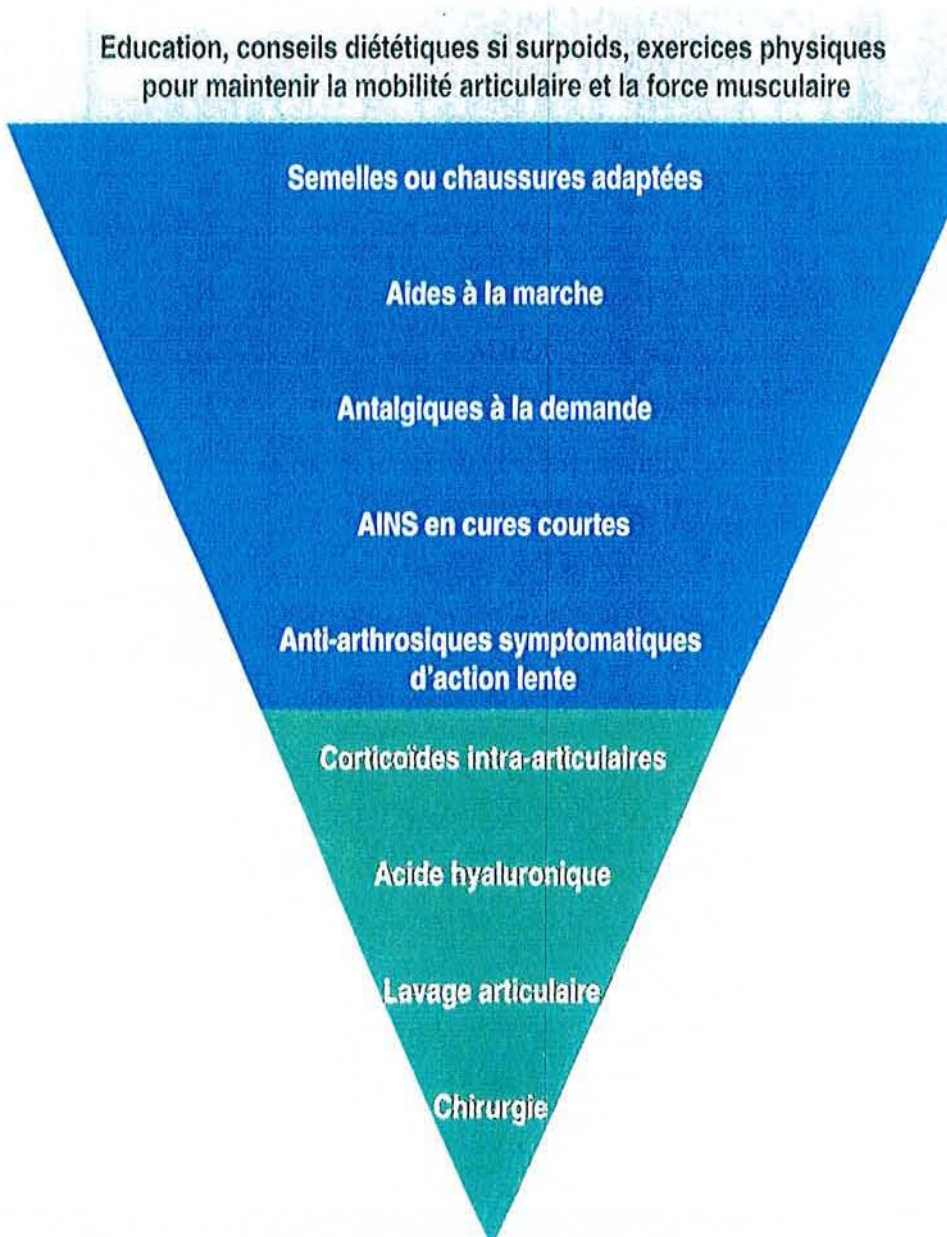 Education, conseils diététiques si surpoids, exercices physiques
pour maintenir la mobilité articulaire et la force musculaire
Semelles ou chaussures adaptées
Aides à la marche
Antalgiques à la demande
AINS en cures courtes
Anti-arthrosiques symptomatiques
d'action lente
Corticoïdes intra-articulaires
Acide hyaluronique
Lavage articulaire
Chirurgie